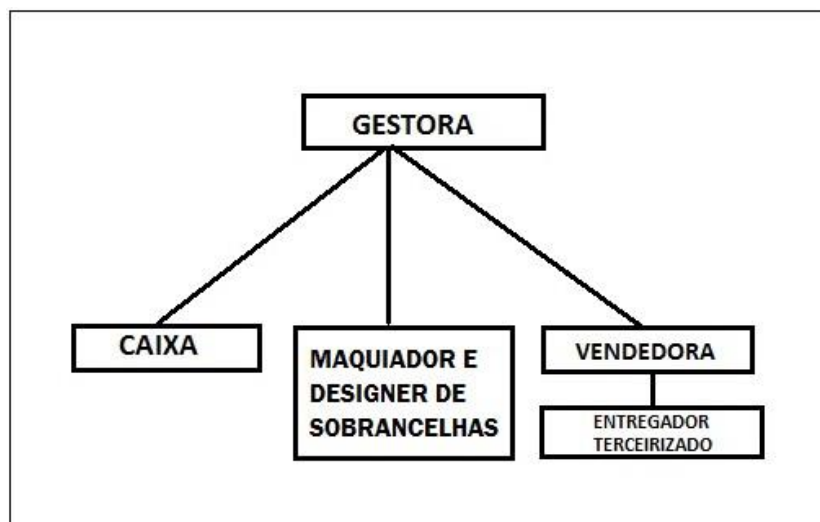 GESTORA
CAIXA
MAQUIADOR E
DESIGNER DE
SOBRANCELHAS
VENDEDORA
ENTREGADOR
TERCEIRIZADO